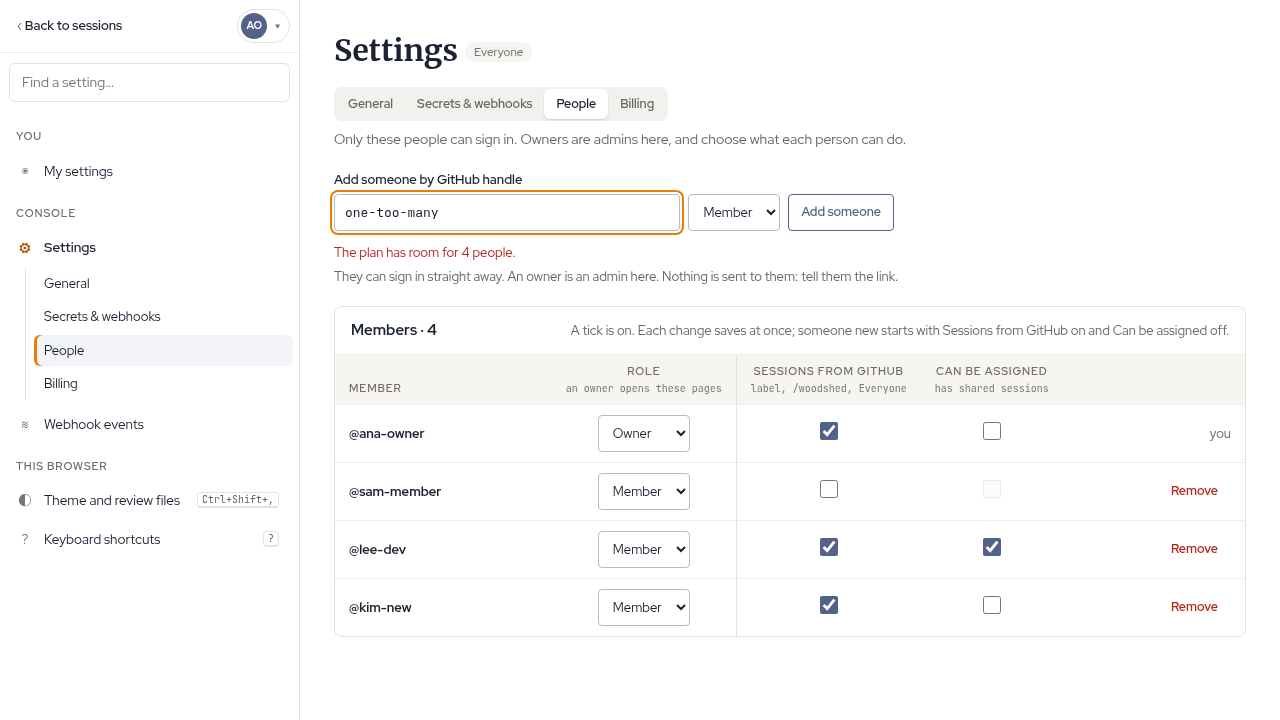 ‹ Back to sessions
AO ▾
Find a setting...
YOU
My settings
CONSOLE
Settings
General
Secrets & webhooks
People
Billing
Webhook events
THIS BROWSER
Theme and review files Ctrl+Shift+,
? Keyboard shortcuts ?
Settings Everyone
General Secrets & webhooks People Billing
Only these people can sign in. Owners are admins here, and choose what each person can do.
Add someone by GitHub handle
one-too-many Member Add someone
The plan has room for 4 people.
They can sign in straight away. An owner is an admin here. Nothing is sent to them: tell them the link.
Members · 4 A tick is on. Each change saves at once; someone new starts with Sessions from GitHub on and Can be assigned off.
ROLE SESSIONS FROM GITHUB CAN BE ASSIGNED
MEMBER an owner opens these pages label, /woodshed, Everyone has shared sessions
@ana-owner Owner you
@sam-member Member Remove
@lee-dev Member Remove
@kim-new Member Remove